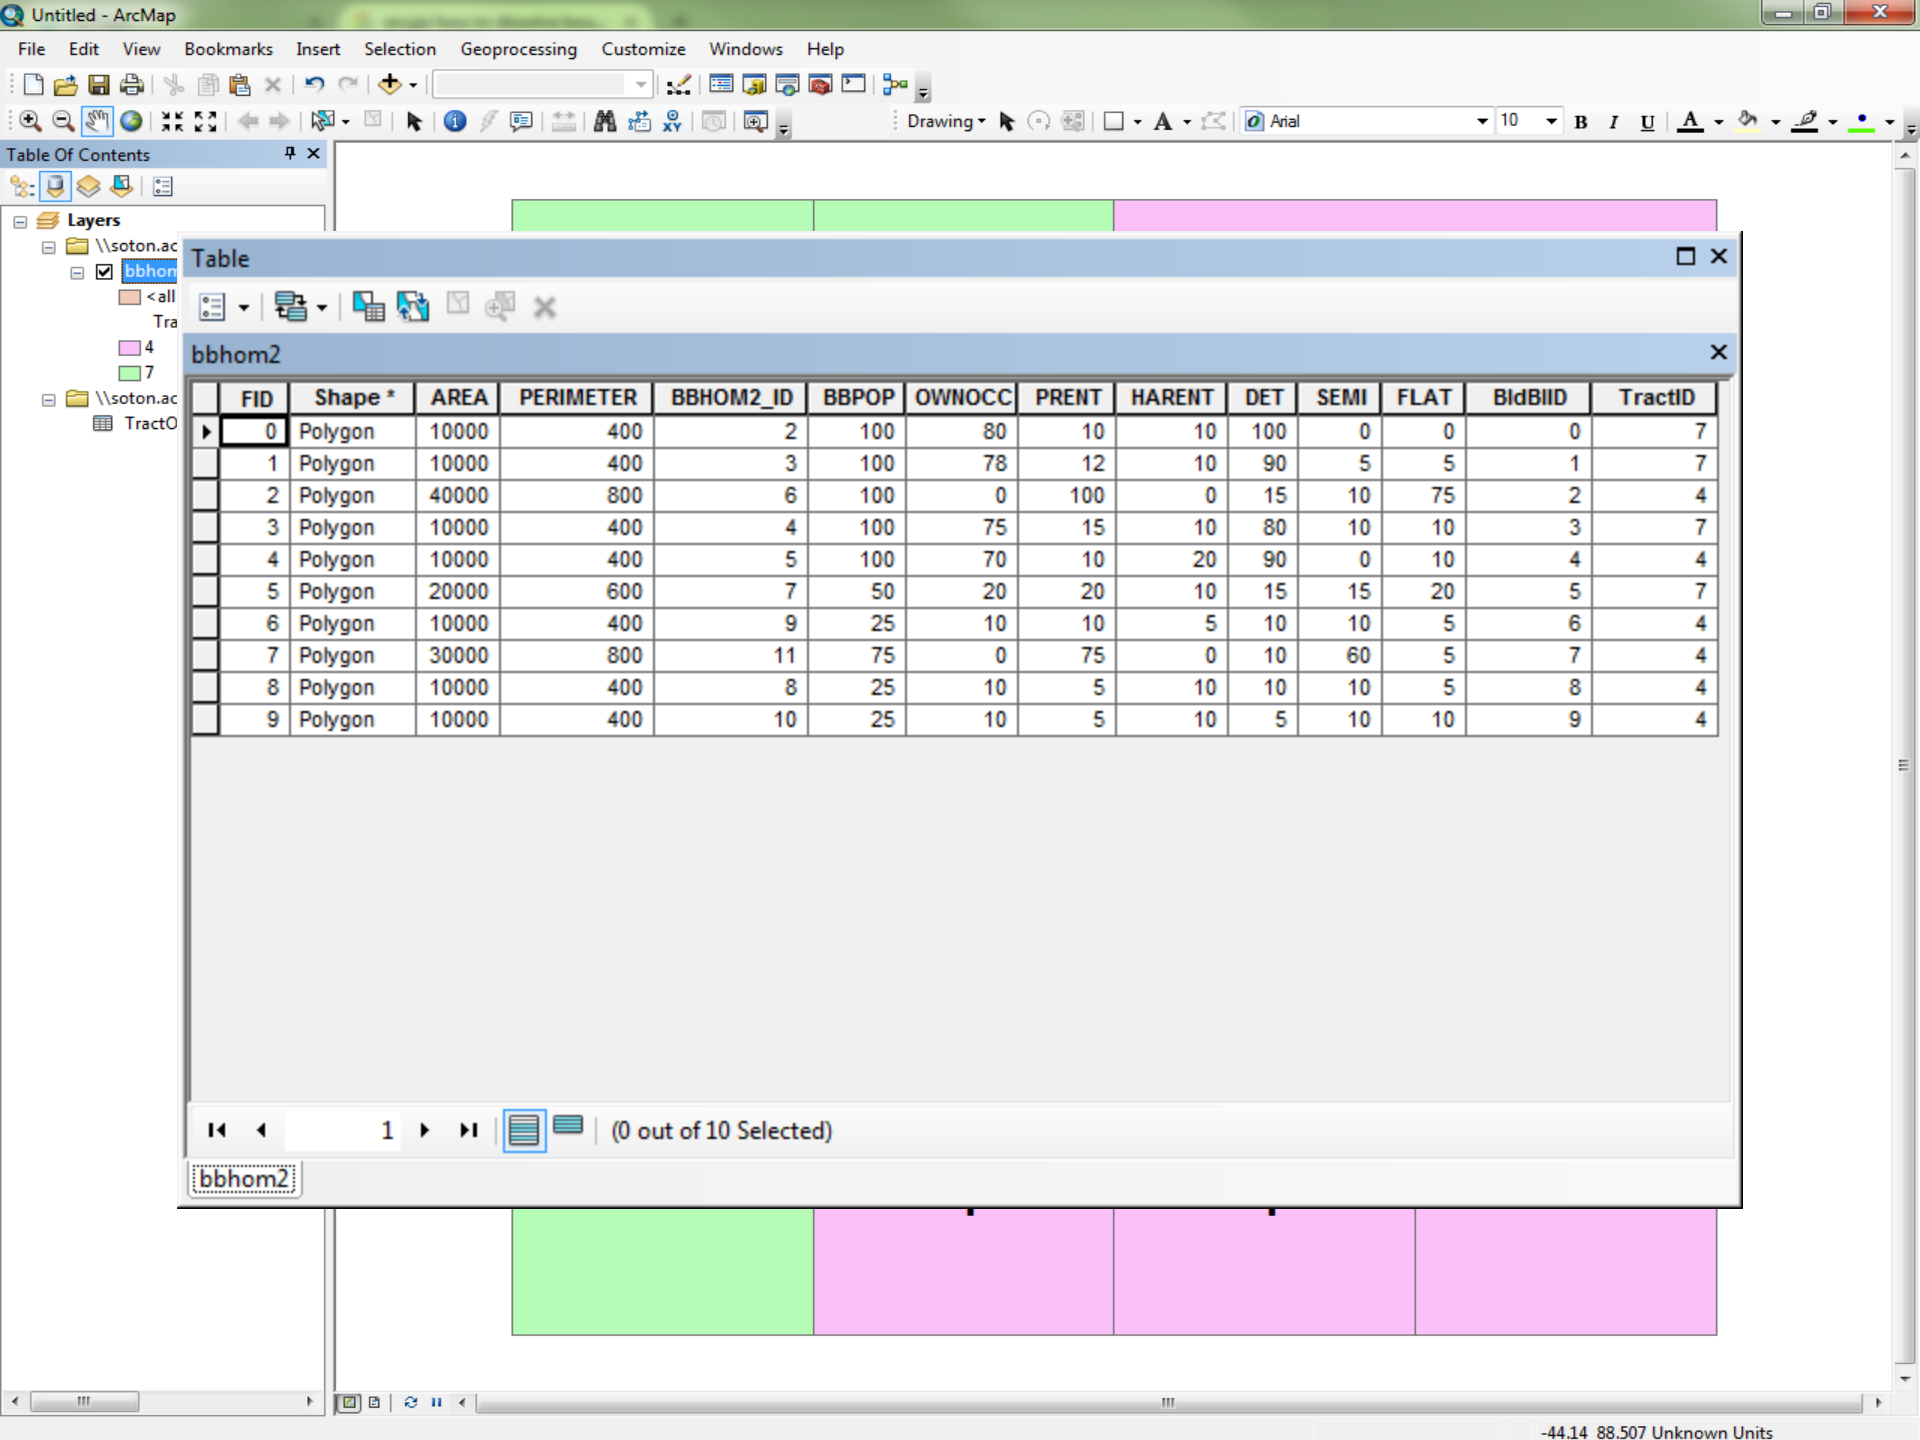 Untitled - ArcMap
File Edit View Bookmarks Insert Selection Geoprocessing Customize Windows Help
Drawing Arial 10 B I U A
Table Of Contents
Layers
\\soton.ac
bbhom
<all
Tra
4
7
\\soton.ac
TractO
Table
bbhom2
FID Shape * AREA PERIMETER BBHOM2_ID BBPOP OWNOCC PRENT HARENT DET SEMI FLAT BldBllD TractID
0 Polygon 10000 400 2 100 80 10 10 100 0 0 0 7
1 Polygon 10000 400 3 100 78 12 10 90 5 5 1 7
2 Polygon 40000 800 6 100 0 100 0 15 10 75 2 4
3 Polygon 10000 400 4 100 75 15 10 80 10 10 3 7
4 Polygon 10000 400 5 100 70 10 20 90 0 10 4 4
5 Polygon 20000 600 7 50 20 20 10 15 15 20 5 7
6 Polygon 10000 400 9 25 10 10 5 10 10 5 6 4
7 Polygon 30000 800 11 75 0 75 0 10 60 5 7 4
8 Polygon 10000 400 8 25 10 5 10 10 10 5 8 4
9 Polygon 10000 400 10 25 10 5 10 5 10 10 9 4
1 (0 out of 10 Selected)
bbhom2
-44.14 88.507 Unknown Units